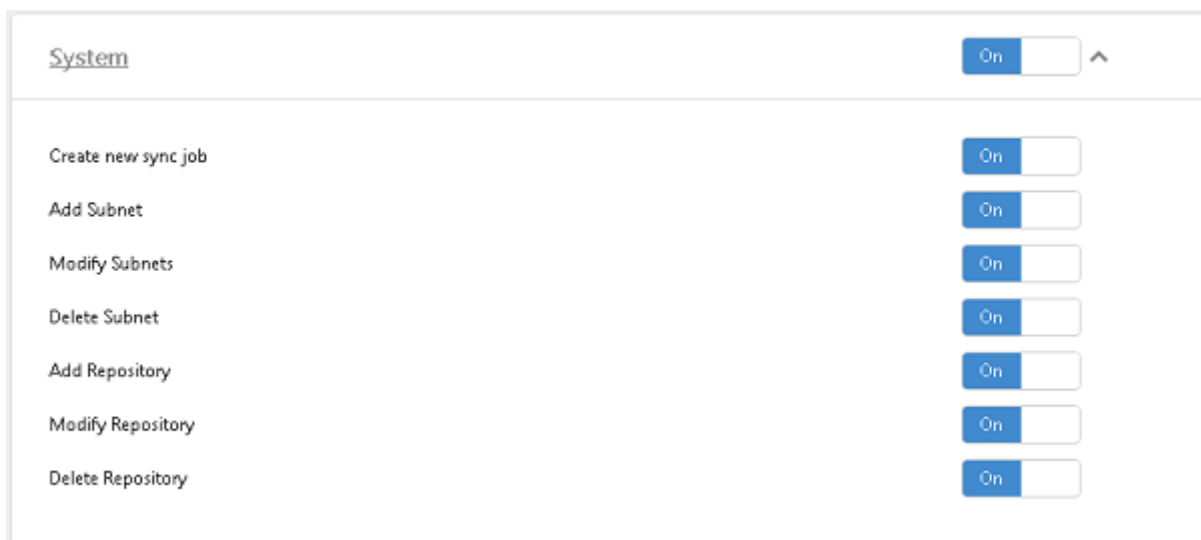 System On
Create new sync job On
Add Subnet On
Modify Subnets On
Delete Subnet On
Add Repository On
Modify Repository On
Delete Repository On